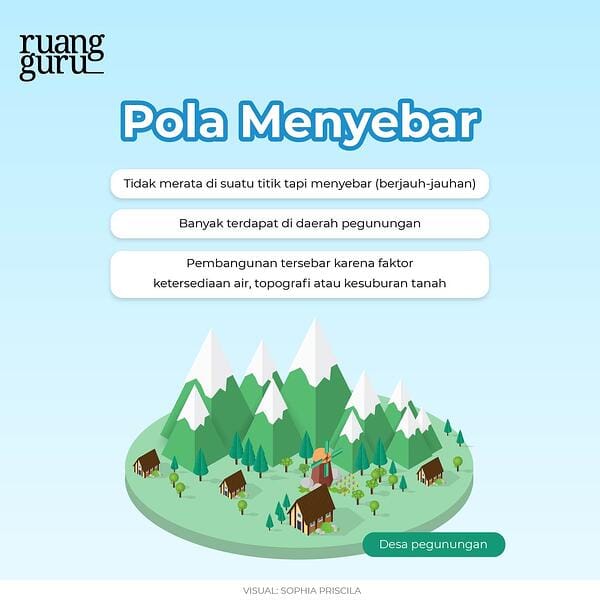 ruang
guru_
Pola Menyebar
Tidak merata di suatu titik tapi menyebar (berjauh-jauhan)
Banyak terdapat di daerah pegunungan
Pembangunan tersebar karena faktor
ketersediaan air, topografi atau kesuburan tanah
Desa pegunungan
VISUAL: SOPHIA PRISCILA